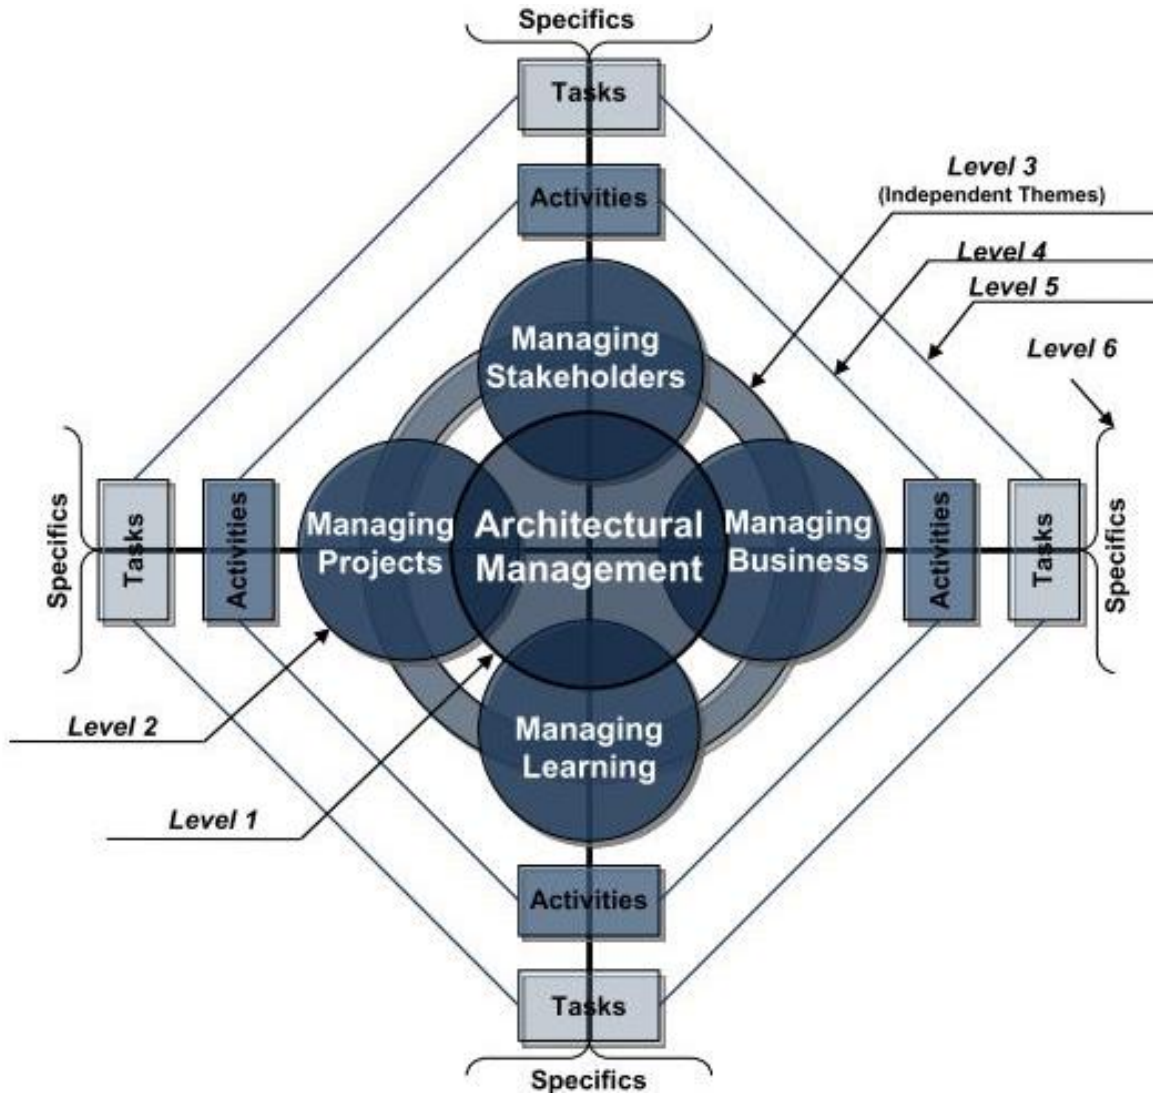 Specifics
Tasks
Activities
Level 3
(Independent Themes)
Level 4
Level 5
Level 6
Managing
Stakeholders
Specifics
Tasks
Activities
Managing
Projects
Architectural
Management
Managing
Business
Activities
Tasks
Specifics
Level 2
Managing
Learning
Level 1
Activities
Tasks
Specifics